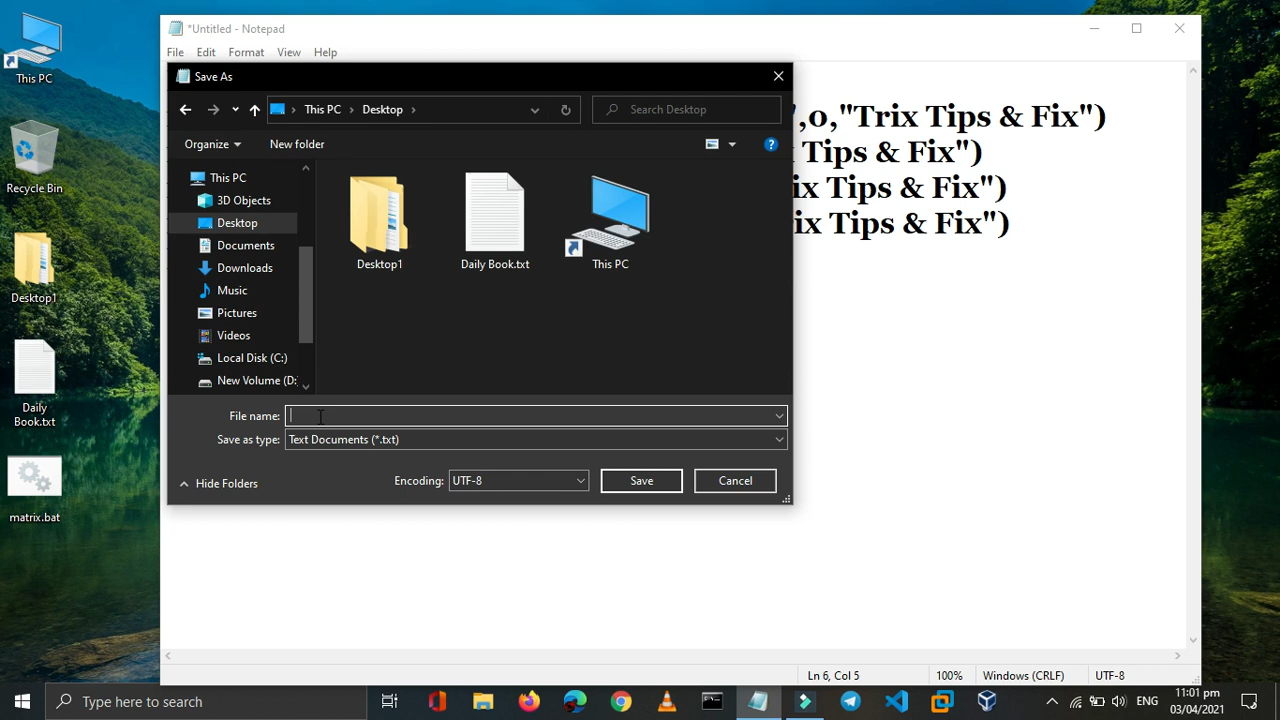 This PC
Recycle Bin
Desktop1
Daily
Book.txt
matrix.bat
*Untitled - Notepad
File Edit Format View Help
",0,"Trix Tips & Fix")
Tips & Fix")
ix Tips & Fix")
ix Tips & Fix")
Save As
This PC > Desktop >
Search Desktop
Organize New folder
This PC
3D Objects
Desktop
Documents
Downloads
Music
Pictures
Videos
Local Disk (C:)
New Volume (D:
Desktop1
Daily Book.txt
This PC
File name:
Save as type: Text Documents (*.txt)
Hide Folders
Encoding: UTF-8
Save Cancel
Ln 6, Col 5 100% Windows (CRLF) UTF-8
Type here to search
ENG
11:01 pm
03/04/2021